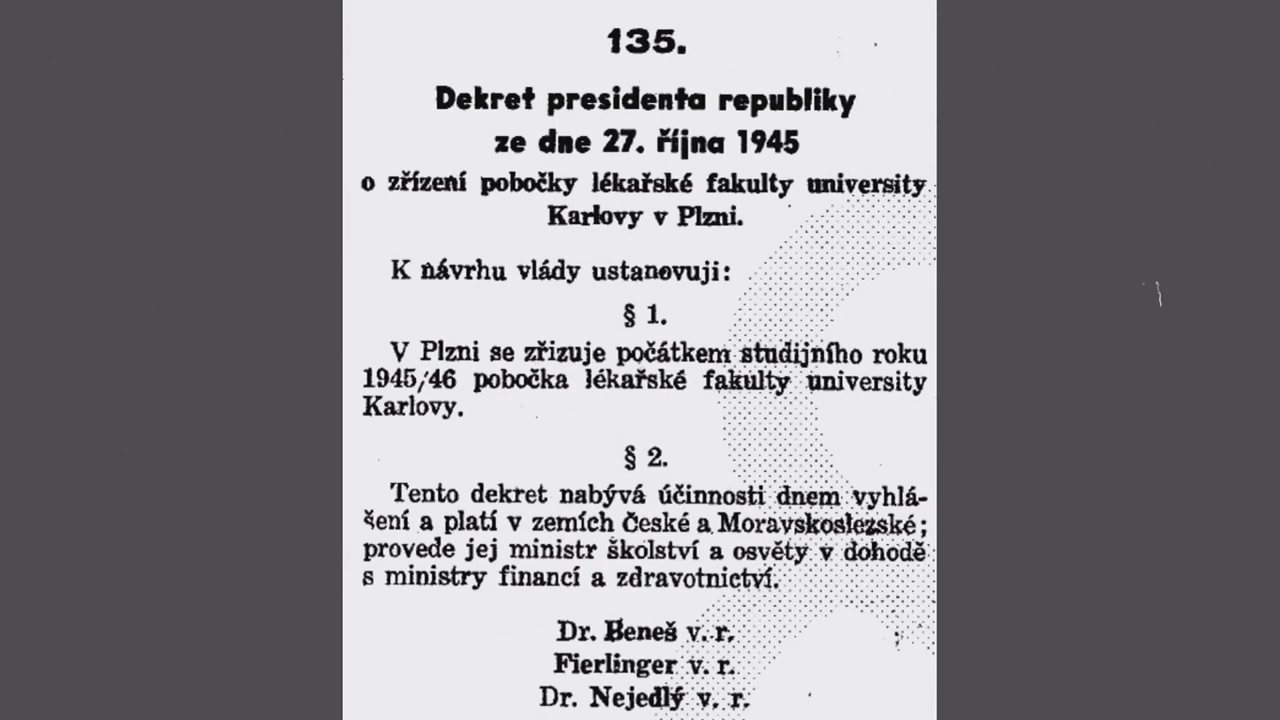 135.
Dekret presidenta republiky
ze dne 27. října 1945
o zřízení pobočky lékařské fakulty university
Karlovy v Plzni.
K návrhu vlády ustanovuji:
§ 1.
V Plzni se zřizuje počátkem studijního roku
1945/46 pobočka lékařské fakulty university
Karlovy.
§ 2.
Tento dekret nabývá účinnosti dnem vyhlá-
šení a platí v zemích České a Moravskoslezské;
provede jej ministr školství a osvěty v dohodě
s ministry financí a zdravotnictví.
Dr. Beneš v. r.
Fierlinger v. r.
Dr. Nejedlý v. r.